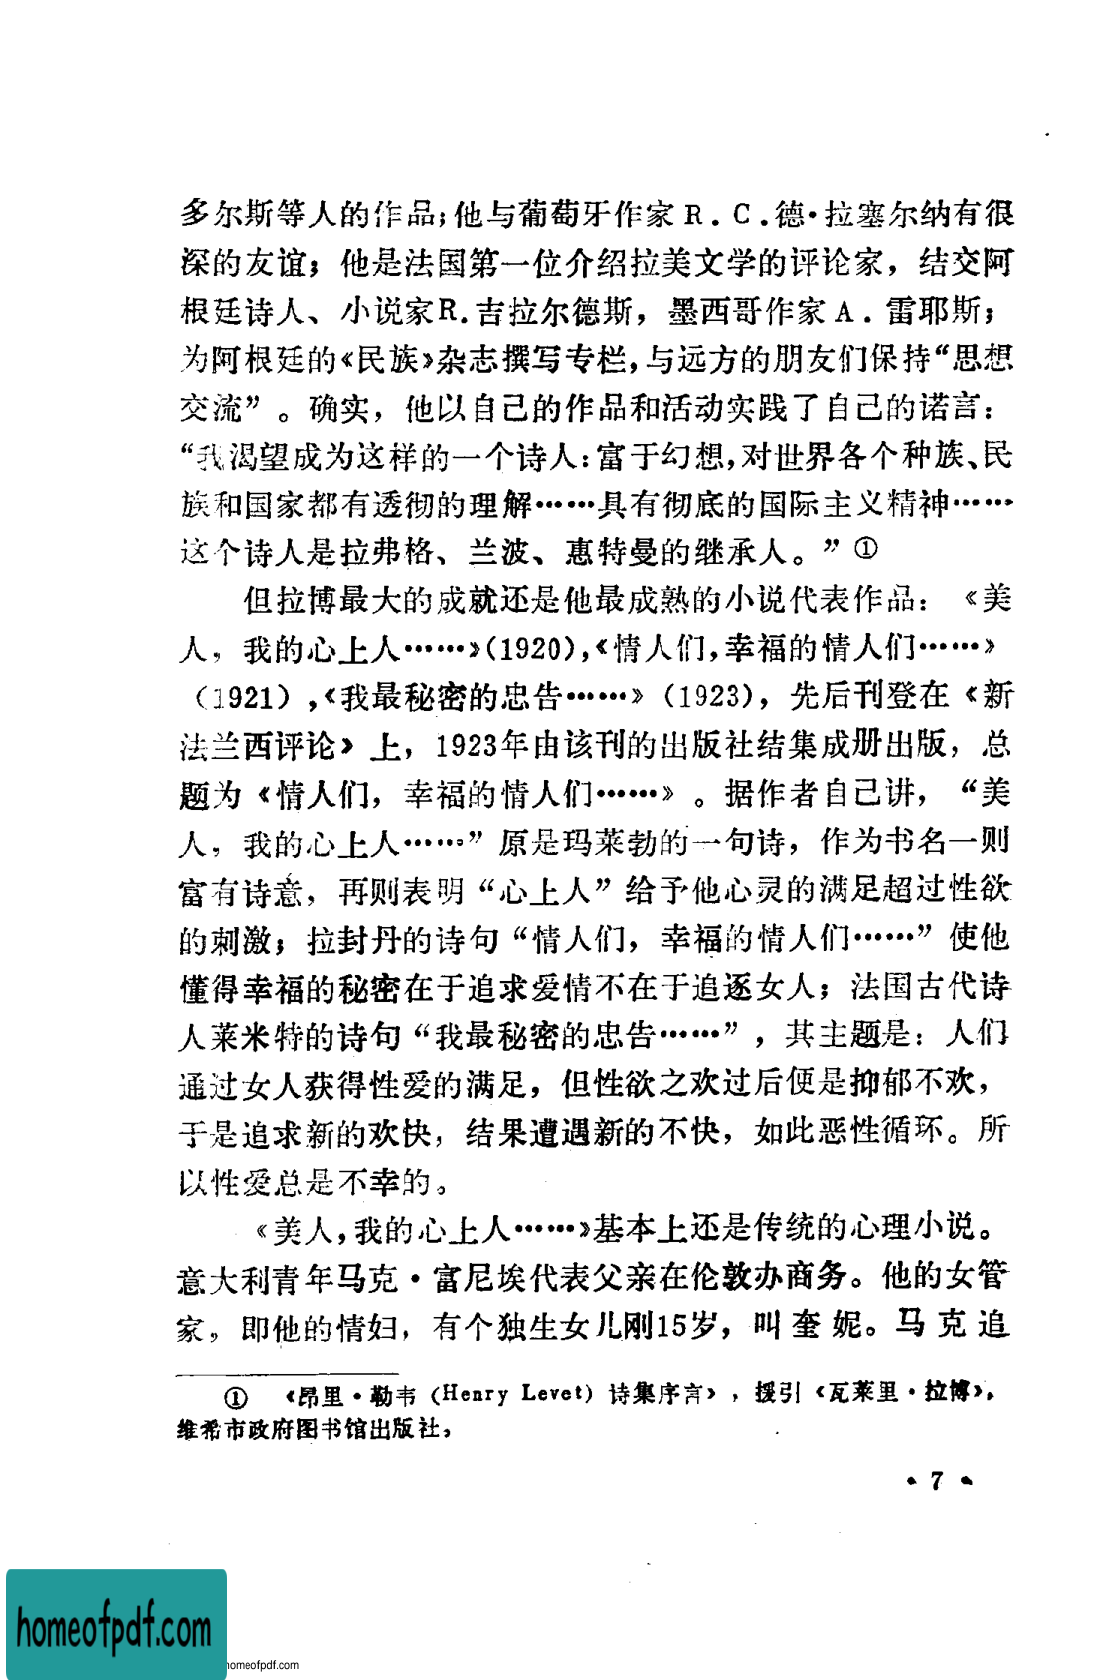 多尔斯等人的作品；他与葡萄牙作家R．C．德·拉塞尔纳有很
深的友谊；他是法国第一位介绍拉美文学的评论家，结交阿
根廷诗人、小说家R．吉拉尔德斯，墨西哥作家A．雷耶斯；
为阿根廷的《民族》杂志撰写专栏，与远方的朋友们保持“思想
交流”。确实，他以自己的作品和活动实践了自己的诺言：
“我渴望成为这样的一个诗人：富于幻想，对世界各个种族、民
族和国家都有透彻的理解……具有彻底的国际主义精神……
这个诗人是拉弗格、兰波、惠特曼的继承人。”①
但拉博最大的成就还是他最成熟的小说代表作品：《美
人，我的心上人……》（1920），《情人们，幸福的情人们……》
（1921），《我最秘密的忠告……》（1923），先后刊登在《新
法兰西评论》上，1923年由该刊的出版社结集成册出版，总
题为《情人们，幸福的情人们……》。据作者自己讲，“美
人，我的心上人……”原是玛莱勃的一句诗，作为书名一则
富有诗意，再则表明“心上人”给予他心灵的满足超过性欲
的刺激；拉封丹的诗句“情人们，幸福的情人们……”使他
懂得幸福的秘密在于追求爱情不在于追逐女人；法国古代诗
人莱米特的诗句“我最秘密的忠告……”，其主题是：人们
通过女人获得性爱的满足，但性欲之欢过后便是抑郁不欢，
于是追求新的欢快，结果遭遇新的不快，如此恶性循环。所
以性爱总是不幸的。
《美人，我的心上人……》基本上还是传统的心理小说。
意大利青年马克·富尼埃代表父亲在伦敦办商务。他的女管
家，即他的情妇，有个独生女儿刚15岁，叫奎妮。马克追
① 《昂里·勒韦（Henry Levet）诗集序言》，援引《瓦莱里·拉博》，
维希市政府图书馆出版社，
· 7 ·
homeofpdf.com
homeofpdf.com